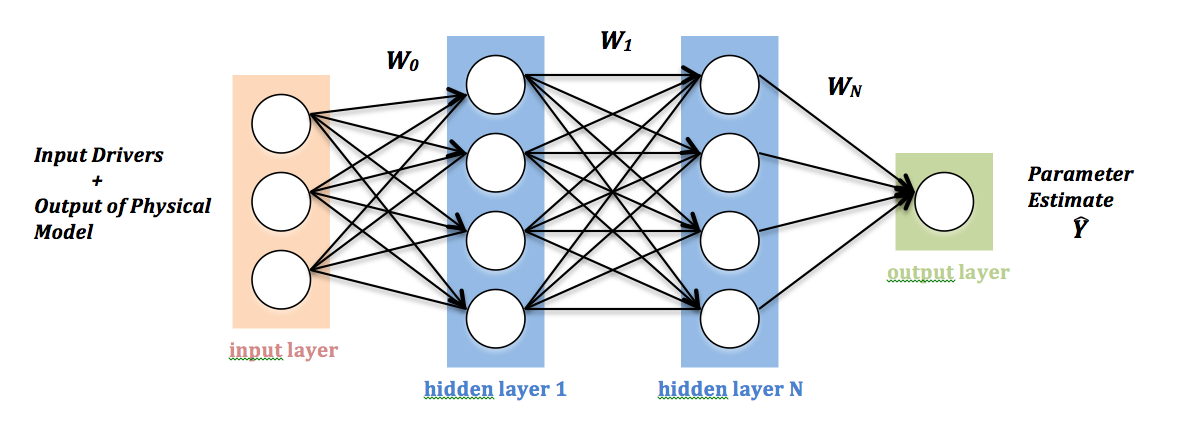 W₀
W₁
W_N
Input Drivers
+
Output of Physical
Model
Parameter
Estimate
Ŷ
input layer
hidden layer 1
hidden layer N
output layer